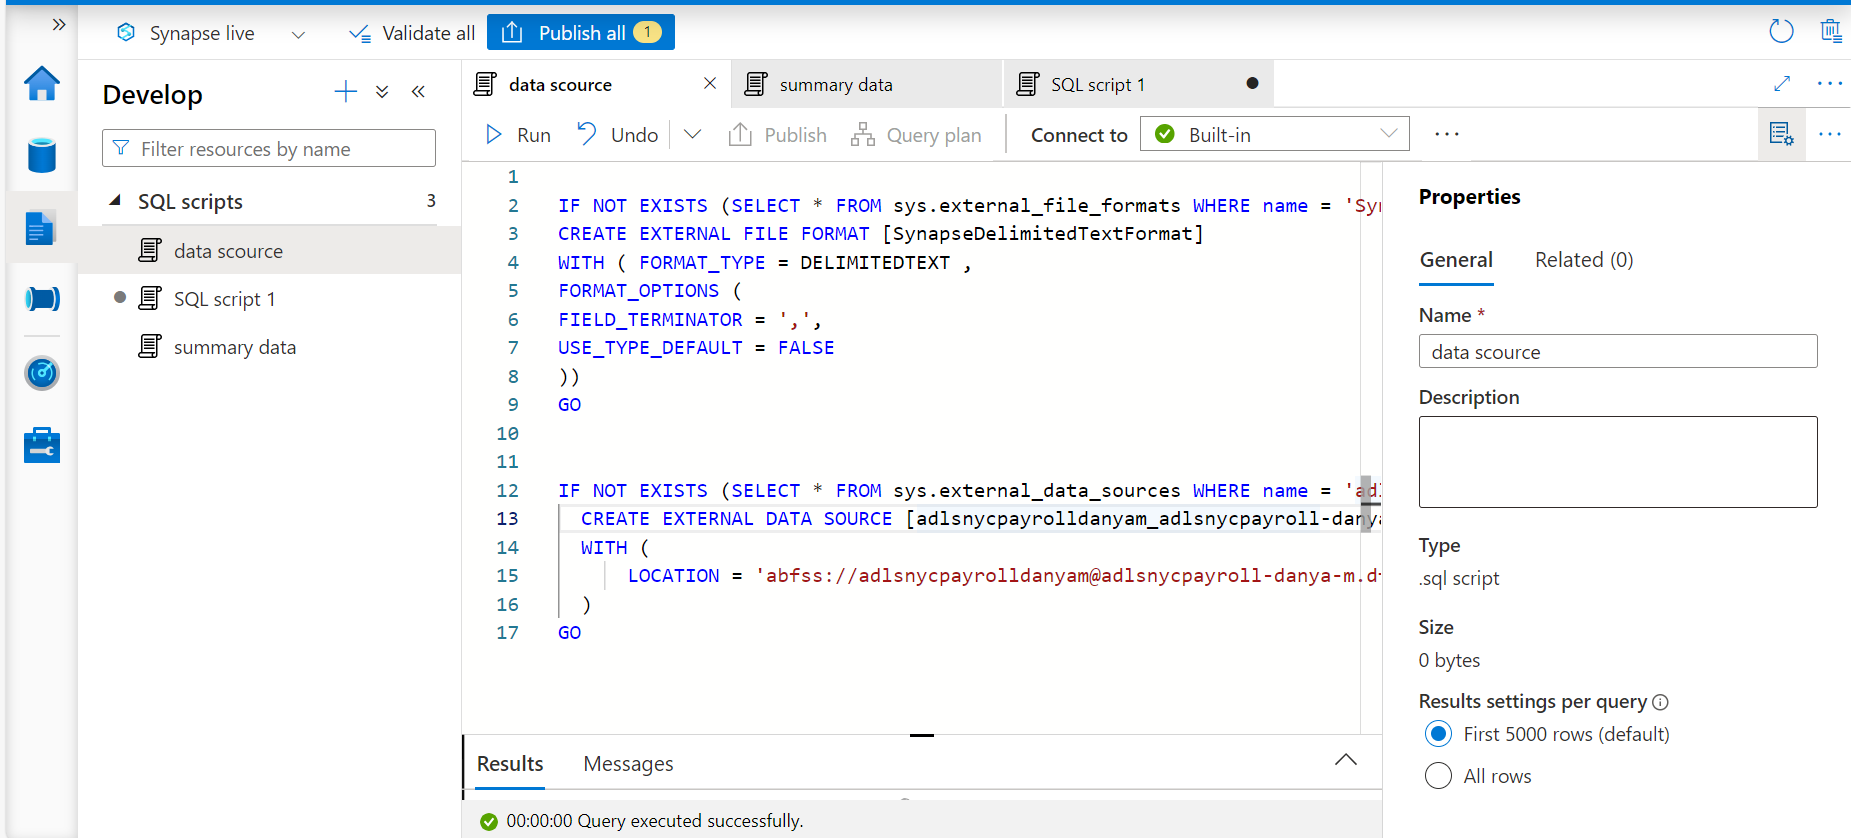 Synapse live
Validate all
Publish all 1
Develop
Filter resources by name
SQL scripts 3
data scource
SQL script 1
summary data
data scource
summary data
SQL script 1
Run
Undo
Publish
Query plan
Connect to
Built-in
1
2 IF NOT EXISTS (SELECT * FROM sys.external_file_formats WHERE name = 'Sy
3 CREATE EXTERNAL FILE FORMAT [SynapseDelimitedTextFormat]
4 WITH ( FORMAT_TYPE = DELIMITEDTEXT ,
5 FORMAT_OPTIONS (
6 FIELD_TERMINATOR = ',',
7 USE_TYPE_DEFAULT = FALSE
8 ))
9 GO
10
11
12 IF NOT EXISTS (SELECT * FROM sys.external_data_sources WHERE name = 'ad
13 CREATE EXTERNAL DATA SOURCE [adlsnycpayrolldanyam_adlsnycpayroll-danya
14 WITH (
15 LOCATION = 'abfss://adlsnycpayrolldanyam@adlsnycpayroll-danya-m.d
16 )
17 GO
Results
Messages
00:00:00 Query executed successfully.
Properties
General
Related (0)
Name *
data scource
Description
Type
.sql script
Size
0 bytes
Results settings per query
First 5000 rows (default)
All rows